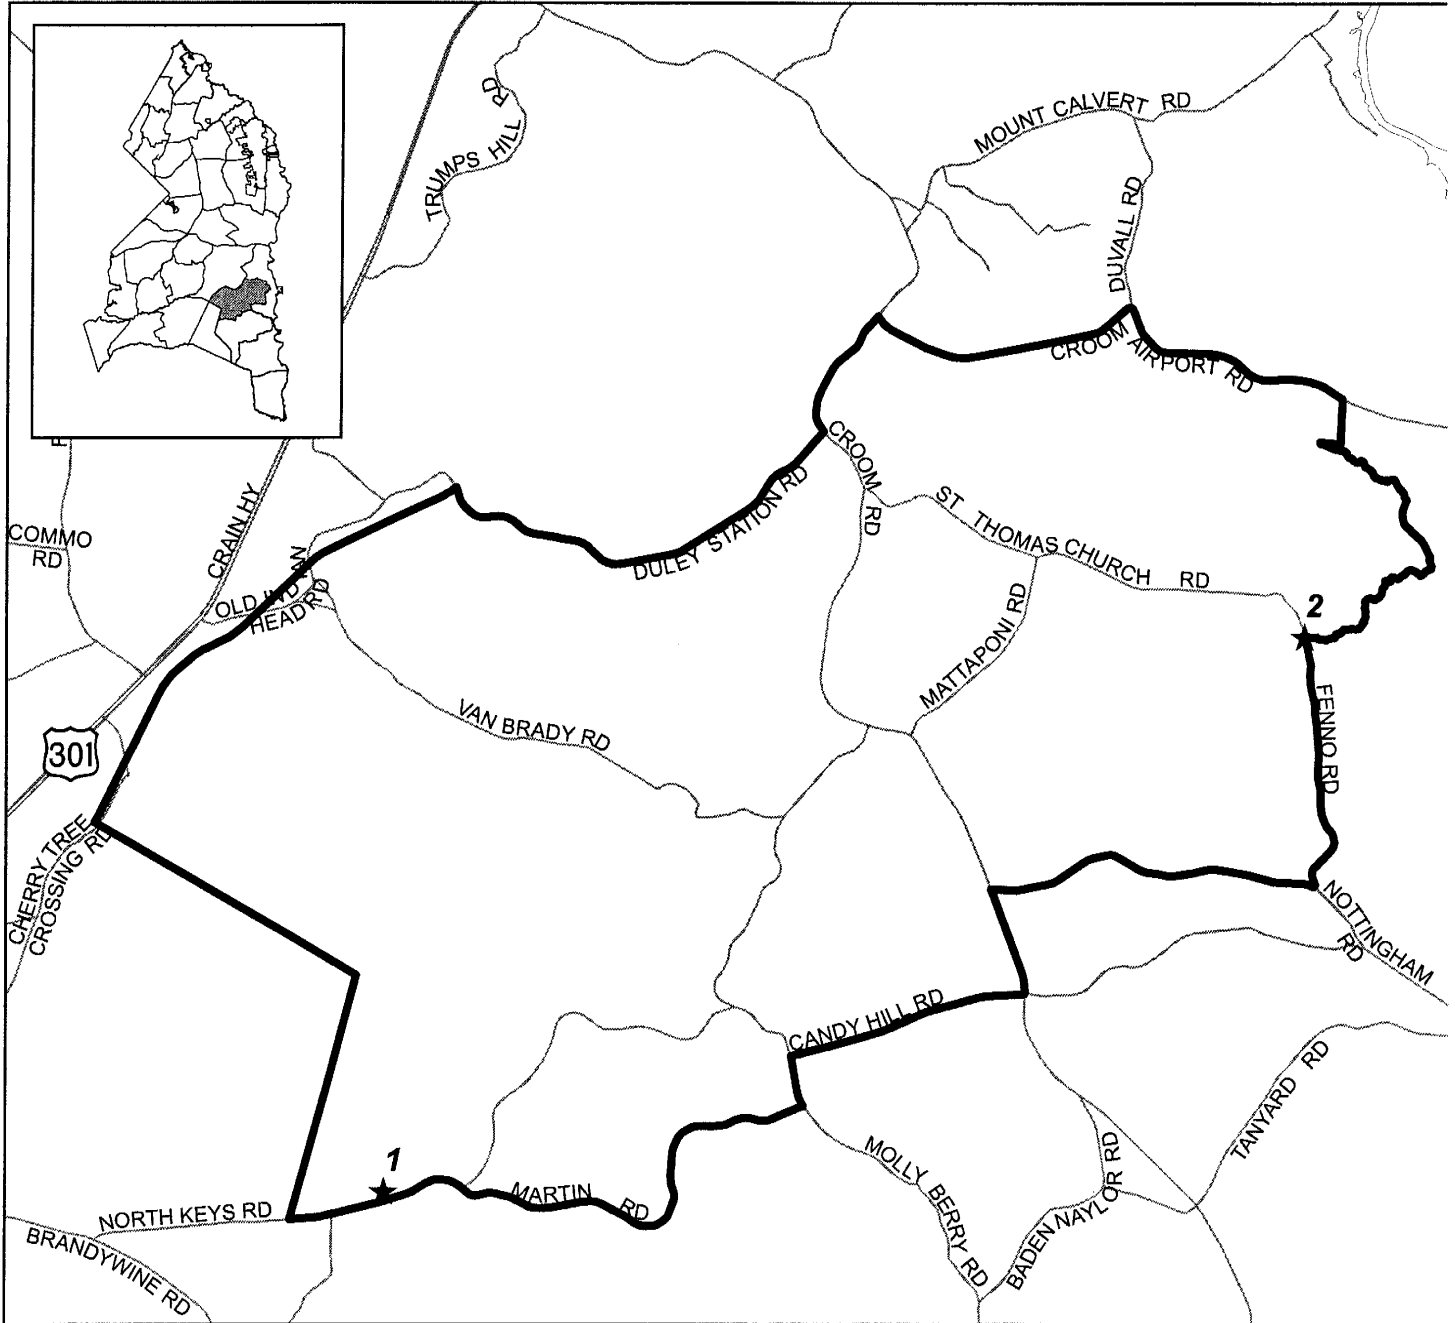 TRUMPS HILL RD
MOUNT CALVERT RD
DUVALL RD
CROOM AIRPORT RD
CROOM RD
DULEY STATION RD
ST THOMAS CHURCH RD
MATTAPONI RD
CRAIN HY
COMMO
RD
OLD INDIAN
HEAD RD
2
FENNO RD
VAN BRADY RD
301
CHERRY TREE
CROSSING RD
NOTTINGHAM
RD
CANDY HILL RD
TANYARD RD
1
MARTIN RD
MOLLY BERRY RD
BADEN NAYLOR RD
NORTH KEYS RD
BRANDYWINE RD